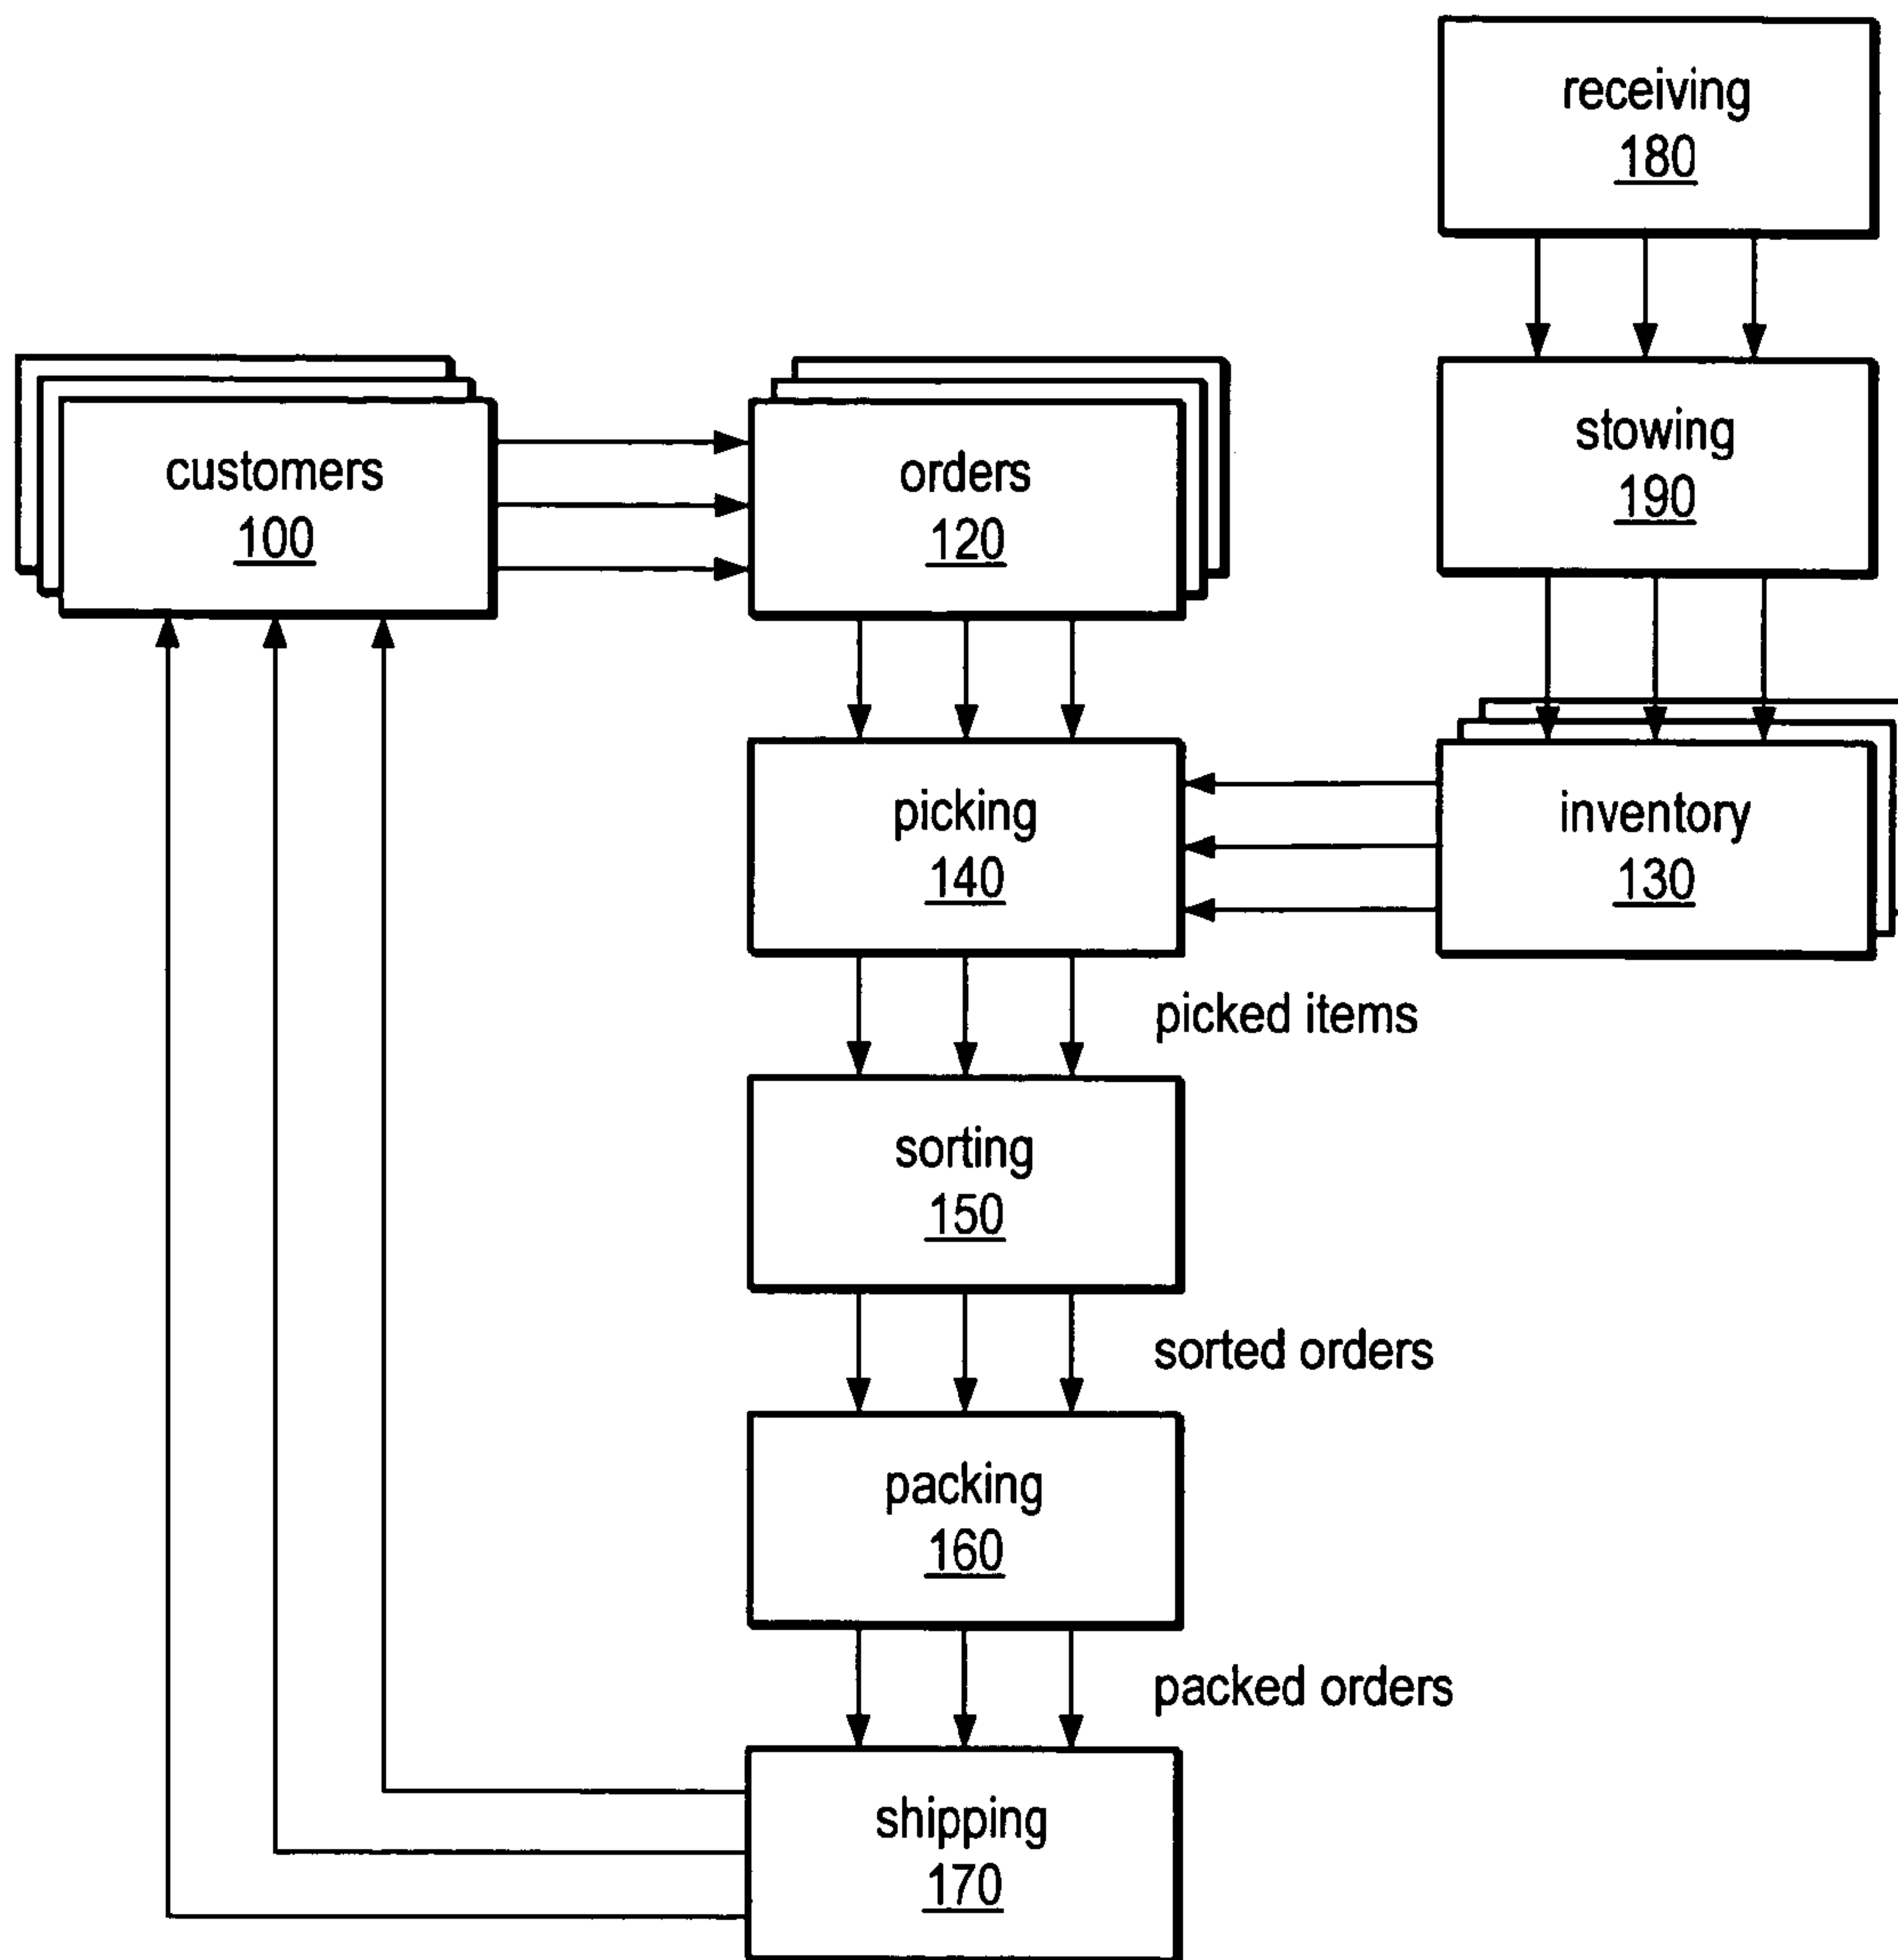 receiving
180
customers
100
orders
120
stowing
190
picking
140
inventory
130
picked items
sorting
150
sorted orders
packing
160
packed orders
shipping
170